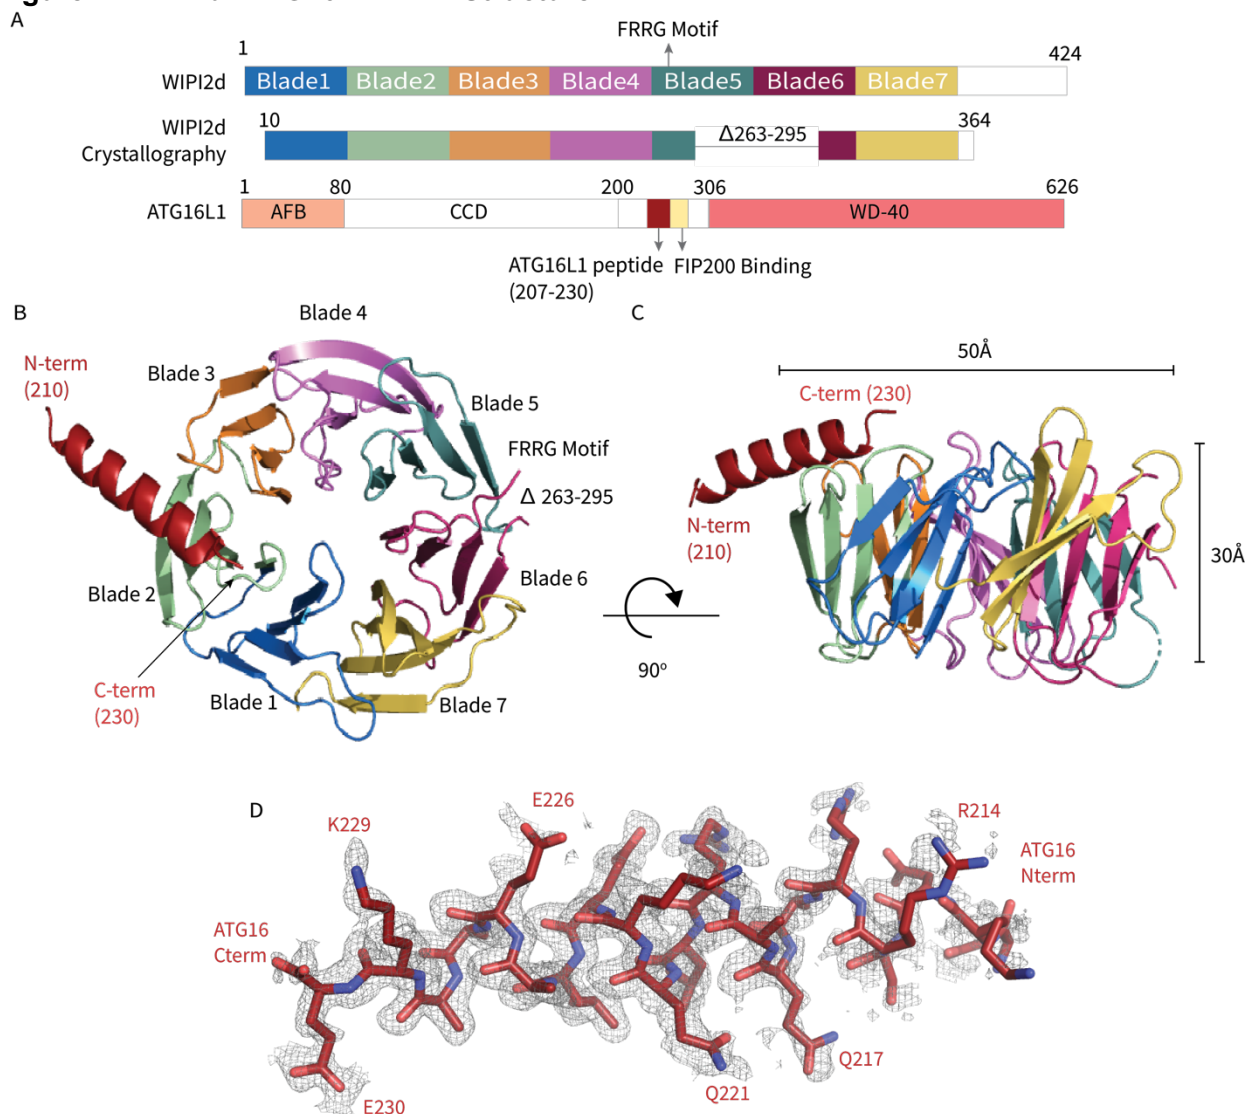 A
FRRG Motif
1
424
WIPI2d
Blade1 Blade2 Blade3 Blade4 Blade5 Blade6 Blade7
10
364
WIPI2d
Crystallography
Δ263-295
1 80 200 306 626
ATG16L1
AFB CCD WD-40
ATG16L1 peptide
(207-230)
FIP200 Binding
B
Blade 4
N-term
(210)
Blade 3
Blade 5
FRRG Motif
Δ 263-295
Blade 6
Blade 2
C-term
(230)
Blade 1
Blade 7
90º
C
50Å
C-term (230)
N-term
(210)
30Å
D
K229
E226
R214
ATG16
Nterm
ATG16
Cterm
Q217
Q221
E230